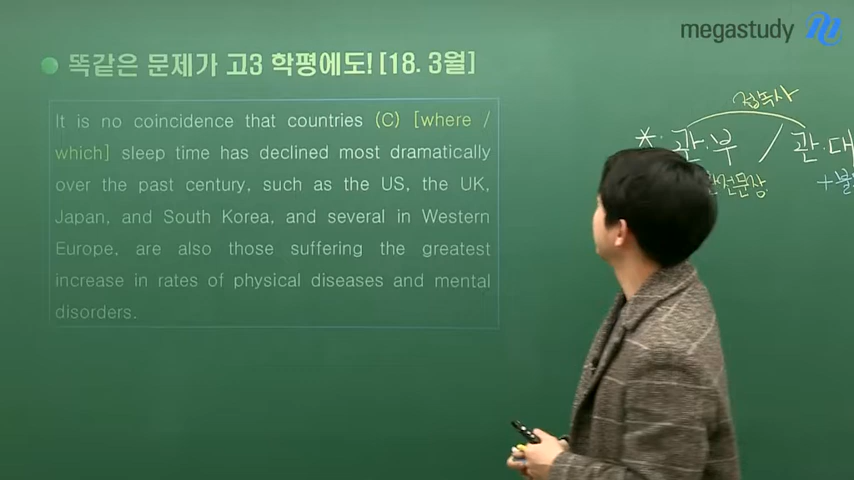 megastudy
똑같은 문제가 고3 학평에도! [18. 3월]
It is no coincidence that countries (C) [where /
which] sleep time has declined most dramatically
over the past century, such as the US, the UK,
Japan, and South Korea, and several in Western
Europe, are also those suffering the greatest
increase in rates of physical diseases and mental
disorders.
접속사
*: 관·부 / 관·대
전문장